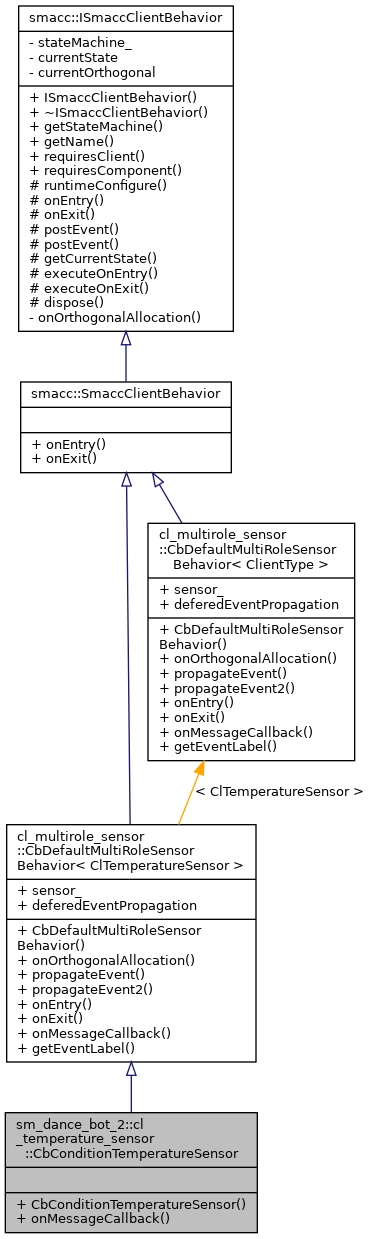 smacc::ISmaccClientBehavior
- stateMachine_
- currentState
- currentOrthogonal
+ ISmaccClientBehavior()
+ ~ISmaccClientBehavior()
+ getStateMachine()
+ getName()
+ requiresClient()
+ requiresComponent()
# runtimeConfigure()
# onEntry()
# onExit()
# postEvent()
# postEvent()
# getCurrentState()
# executeOnEntry()
# executeOnExit()
# dispose()
- onOrthogonalAllocation()
smacc::SmaccClientBehavior
+ onEntry()
+ onExit()
cl_multirole_sensor
::CbDefaultMultiRoleSensor
Behavior< ClientType >
+ sensor_
+ deferedEventPropagation
+ CbDefaultMultiRoleSensor
Behavior()
+ onOrthogonalAllocation()
+ propagateEvent()
+ propagateEvent2()
+ onEntry()
+ onExit()
+ onMessageCallback()
+ getEventLabel()
< ClTemperatureSensor >
cl_multirole_sensor
::CbDefaultMultiRoleSensor
Behavior< ClTemperatureSensor >
+ sensor_
+ deferedEventPropagation
+ CbDefaultMultiRoleSensor
Behavior()
+ onOrthogonalAllocation()
+ propagateEvent()
+ propagateEvent2()
+ onEntry()
+ onExit()
+ onMessageCallback()
+ getEventLabel()
sm_dance_bot_2::cl
_temperature_sensor
::CbConditionTemperatureSensor
+ CbConditionTemperatureSensor()
+ onMessageCallback()